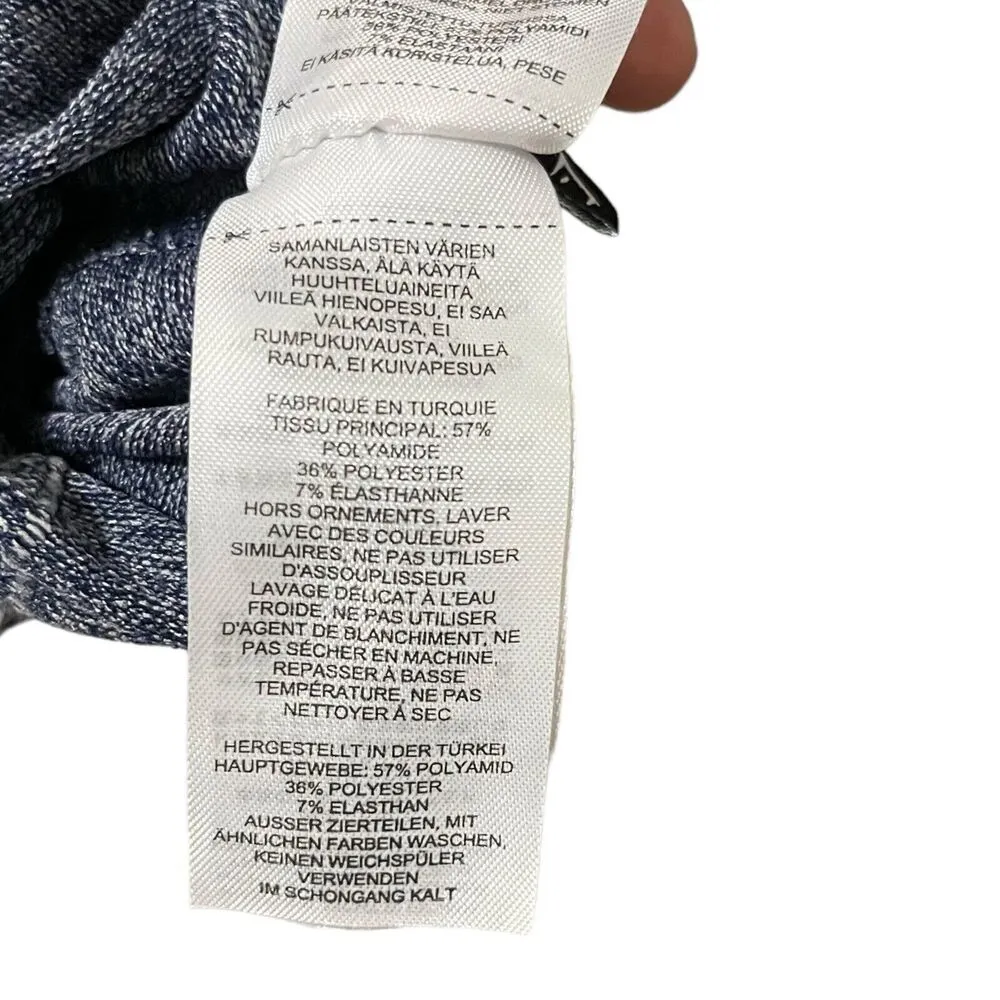 VALMISTETTU
PÄÄTEKSTIILI POLYAMIDI
36% POLYESTERI
7% ELASTAANI
EI KÄSITÄ KORISTELUA, PESE
SAMANLAISTEN VÄRIEN
KANSSA, ÄLÄ KÄYTÄ
HUUHTELUAINEITA
VIILEÄ HIENOPESU, EI SAA
VALKAISTA, EI
RUMPUKUIVAUSTA, VIILEÄ
RAUTA, EI KUIVAPESUA
FABRIQUÉ EN TURQUIE
TISSU PRINCIPAL: 57%
POLYAMIDE
36% POLYESTER
7% ÉLASTHANNE
HORS ORNEMENTS, LAVER
AVEC DES COULEURS
SIMILAIRES, NE PAS UTILISER
D'ASSOUPLISSEUR
LAVAGE DÉLICAT À L'EAU
FROIDE, NE PAS UTILISER
D'AGENT DE BLANCHIMENT, NE
PAS SÉCHER EN MACHINE,
REPASSER À BASSE
TEMPÉRATURE, NE PAS
NETTOYER À SEC
HERGESTELLT IN DER TÜRKEI
HAUPTGEWEBE: 57% POLYAMID
36% POLYESTER
7% ELASTHAN
AUSSER ZIERTEILEN, MIT
ÄHNLICHEN FARBEN WASCHEN,
KEINEN WEICHSPÜLER
VERWENDEN
IM SCHONGANG KALT